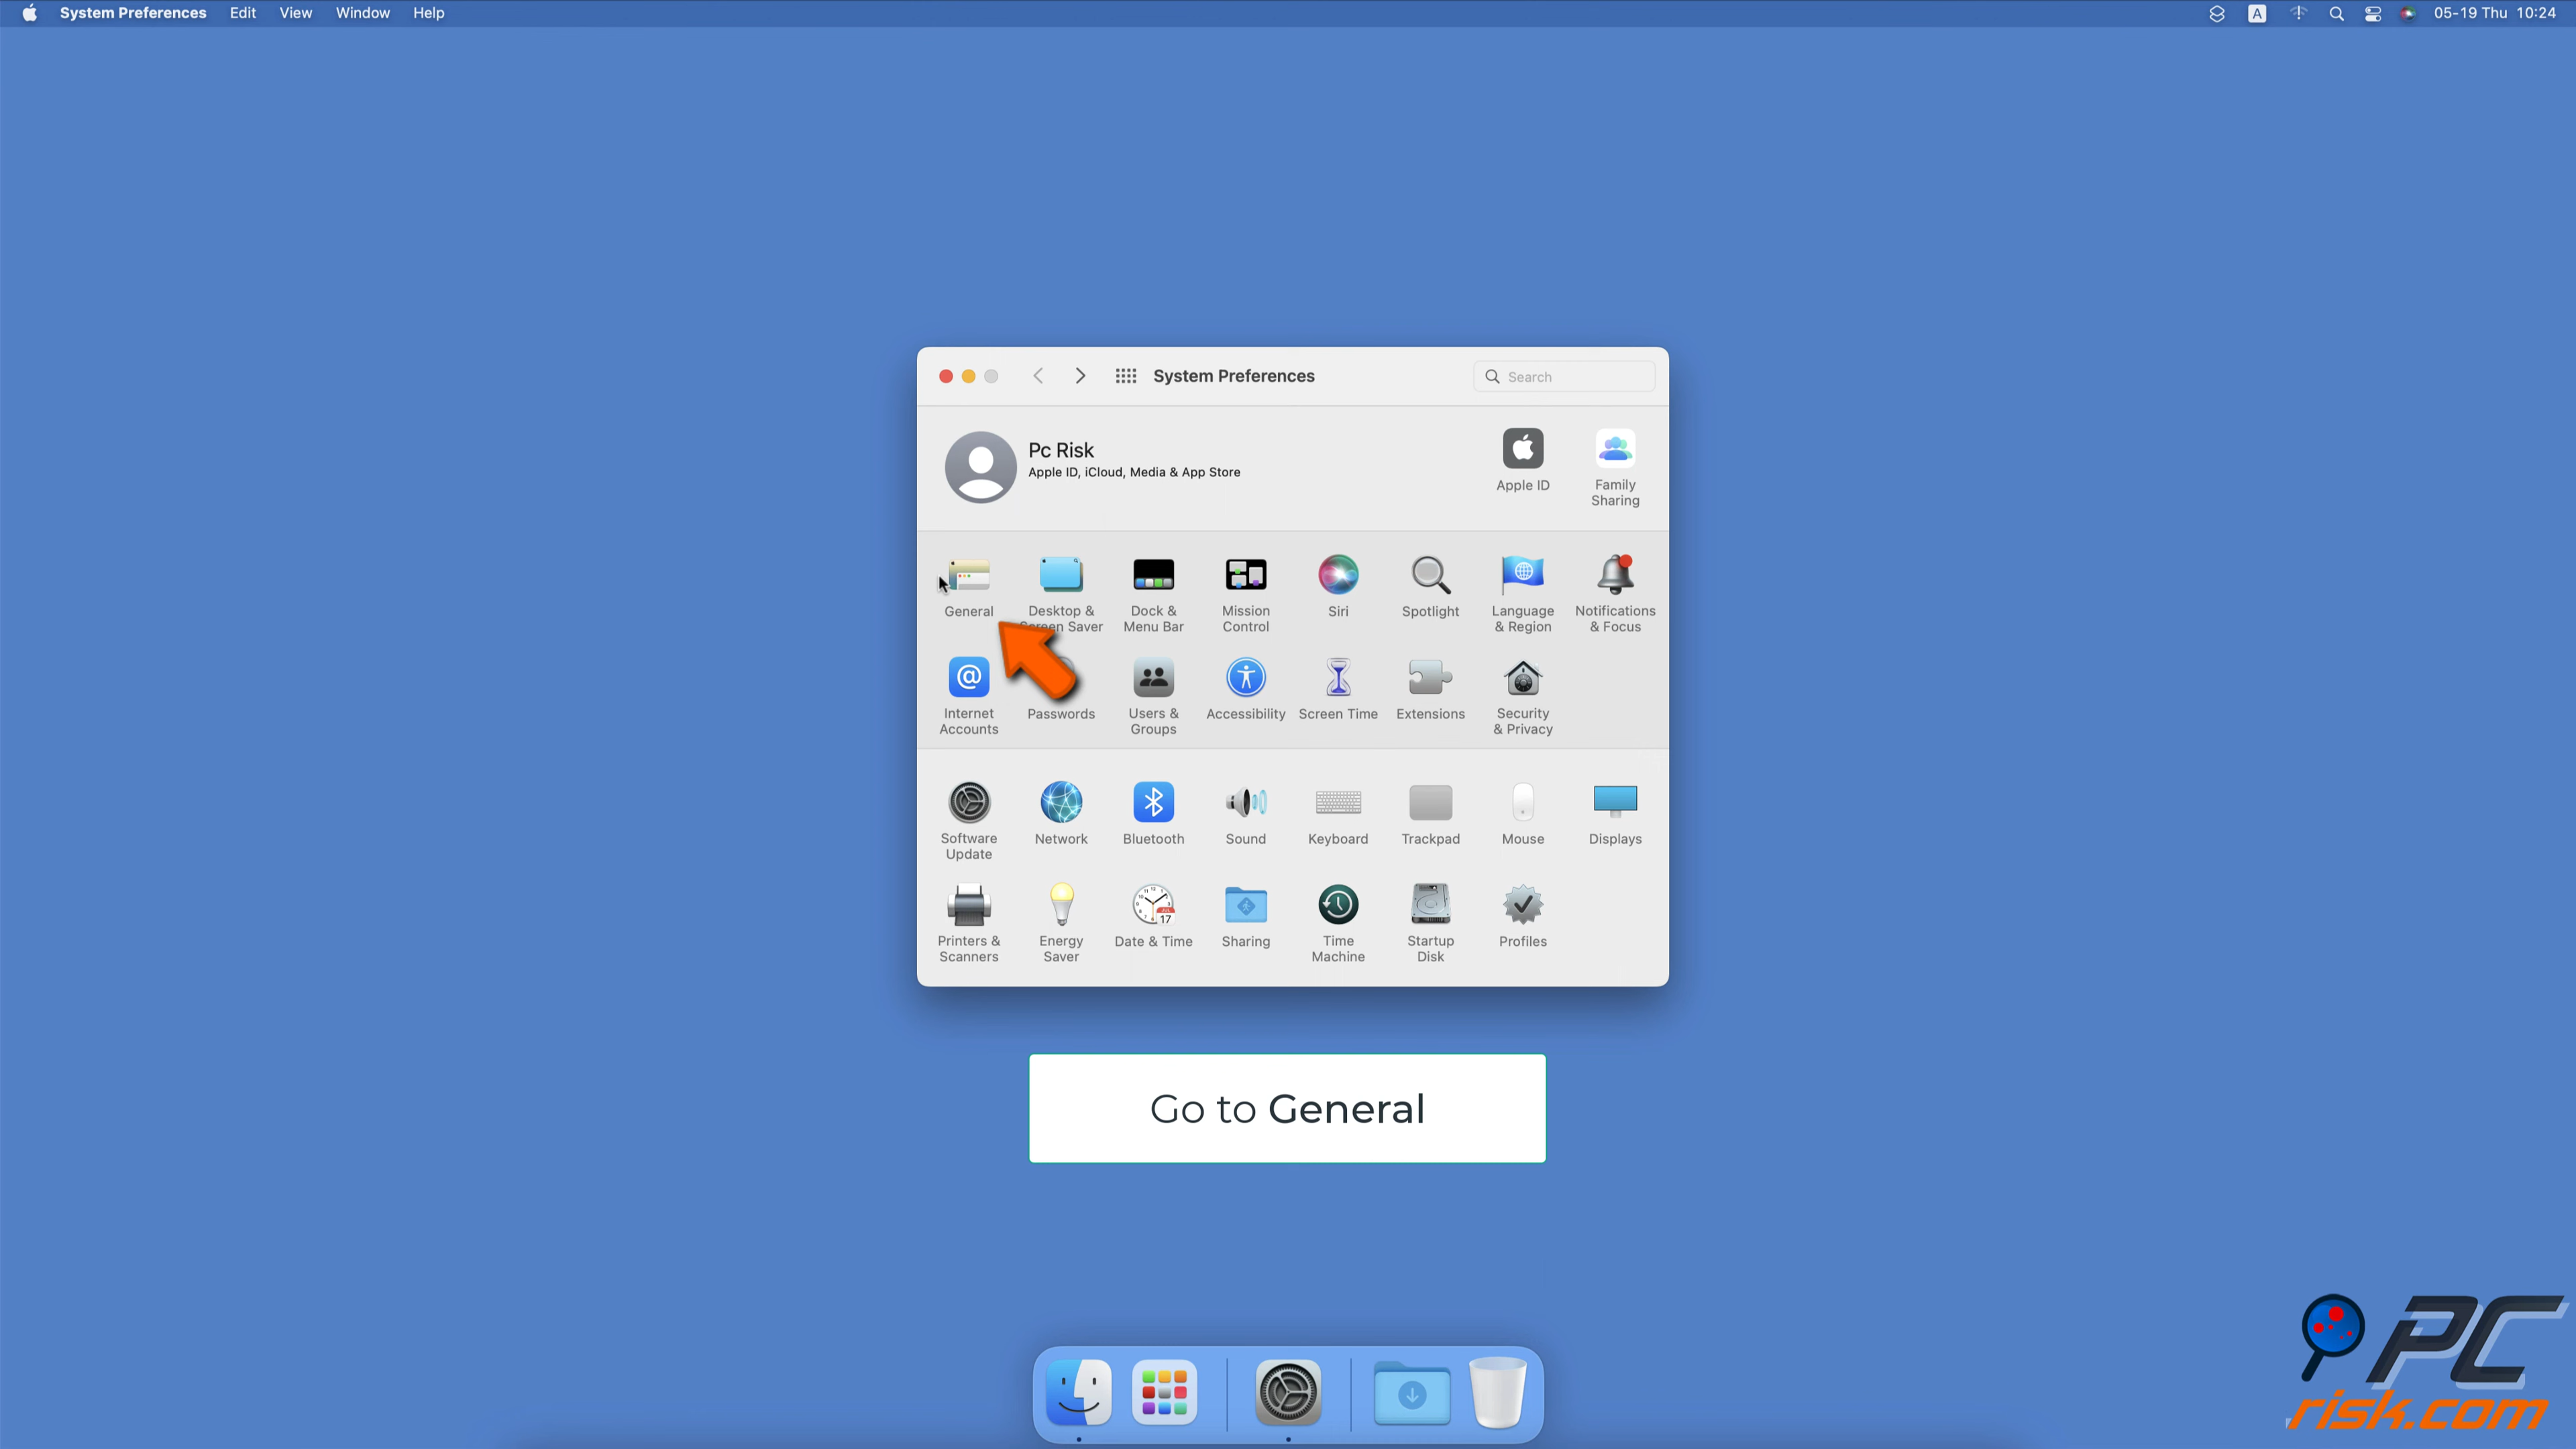 System Preferences Edit View Window Help
A 05-19 Thu 10:24
System Preferences
Search
Pc Risk
Apple ID, iCloud, Media & App Store
Apple ID
Family
Sharing
General
Desktop &
Screen Saver
Dock &
Menu Bar
Mission
Control
Siri
Spotlight
Language
& Region
Notifications
& Focus
@
Internet
Accounts
Passwords
Users &
Groups
Accessibility
Screen Time
Extensions
Security
& Privacy
Software
Update
Network
Bluetooth
Sound
Keyboard
Trackpad
Mouse
Displays
Printers &
Scanners
Energy
Saver
17
Date & Time
Sharing
Time
Machine
Startup
Disk
Profiles
Go to General
PC
risk.com